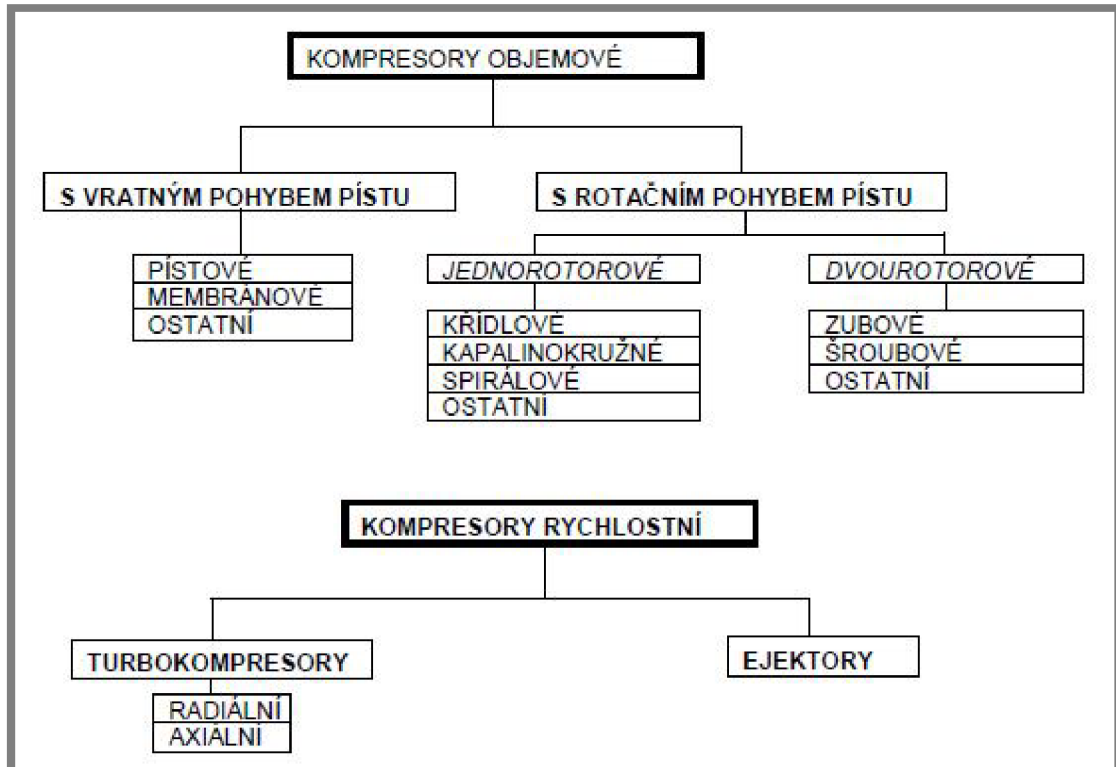 KOMPRESORY OBJEMOVÉ
S VRATNÝM POHYBEM PÍSTU
S ROTAČNÍM POHYBEM PÍSTU
PÍSTOVÉ
MEMBRÁNOVÉ
OSTATNÍ
JEDNOROTOROVÉ
KŘÍDLOVÉ
KAPALINOKRUŽNÉ
SPIRÁLOVÉ
OSTATNÍ
DVOUROTOROVÉ
ZUBOVÉ
ŠROUBOVÉ
OSTATNÍ
KOMPRESORY RYCHLOSTNÍ
TURBOKOMPRESORY
RADIÁLNÍ
AXIÁLNÍ
EJEKTORY